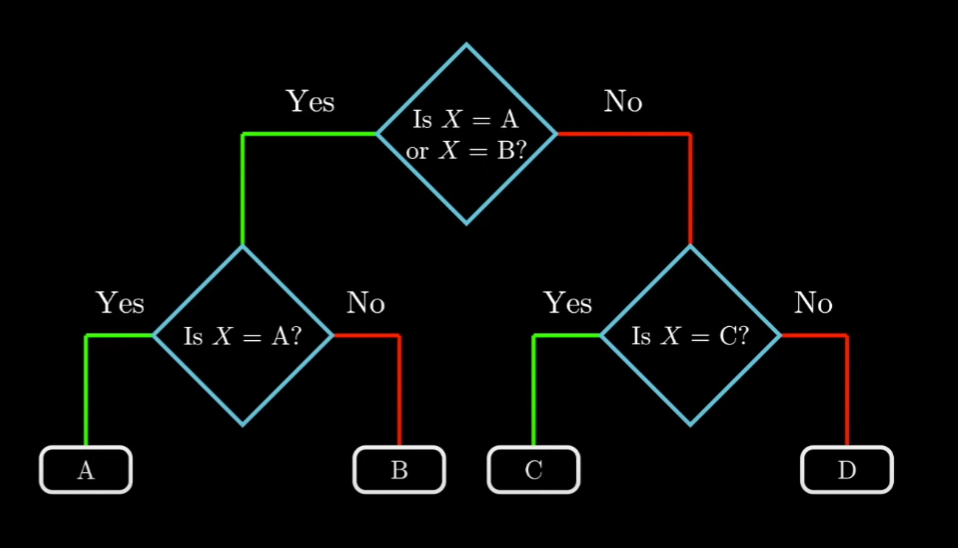 Yes
No
Is X = A
or X = B?
Yes
No
Yes
No
Is X = A?
Is X = C?
A
B
C
D